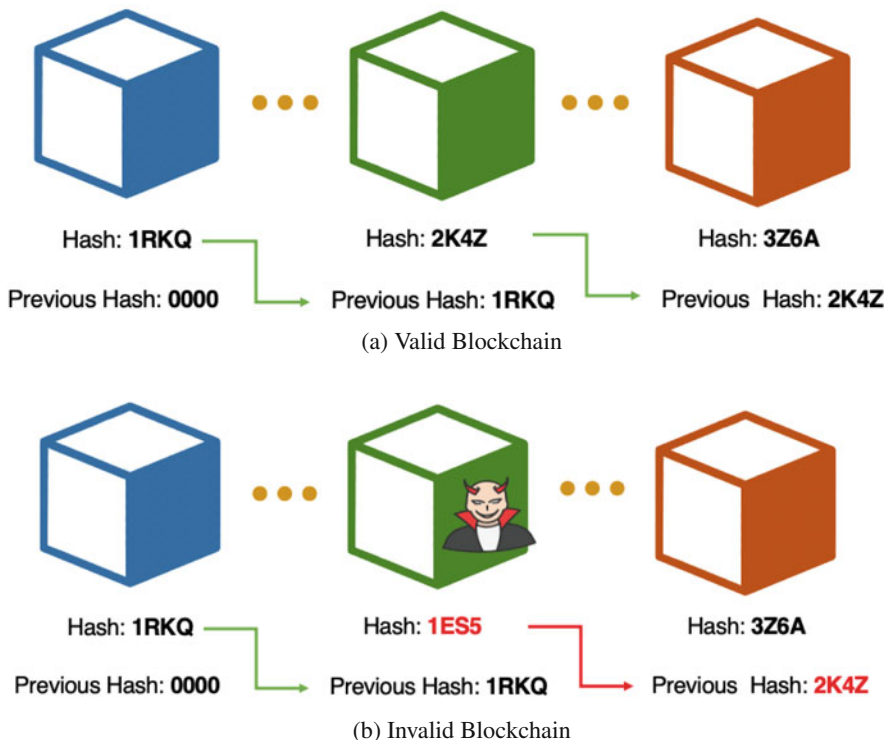 Hash: 1RKQ Hash: 2K4Z Hash: 3Z6A
Previous Hash: 0000 Previous Hash: 1RKQ Previous Hash: 2K4Z
(a) Valid Blockchain
Hash: 1RKQ Hash: 1ES5 Hash: 3Z6A
Previous Hash: 0000 Previous Hash: 1RKQ Previous Hash: 2K4Z
(b) Invalid Blockchain